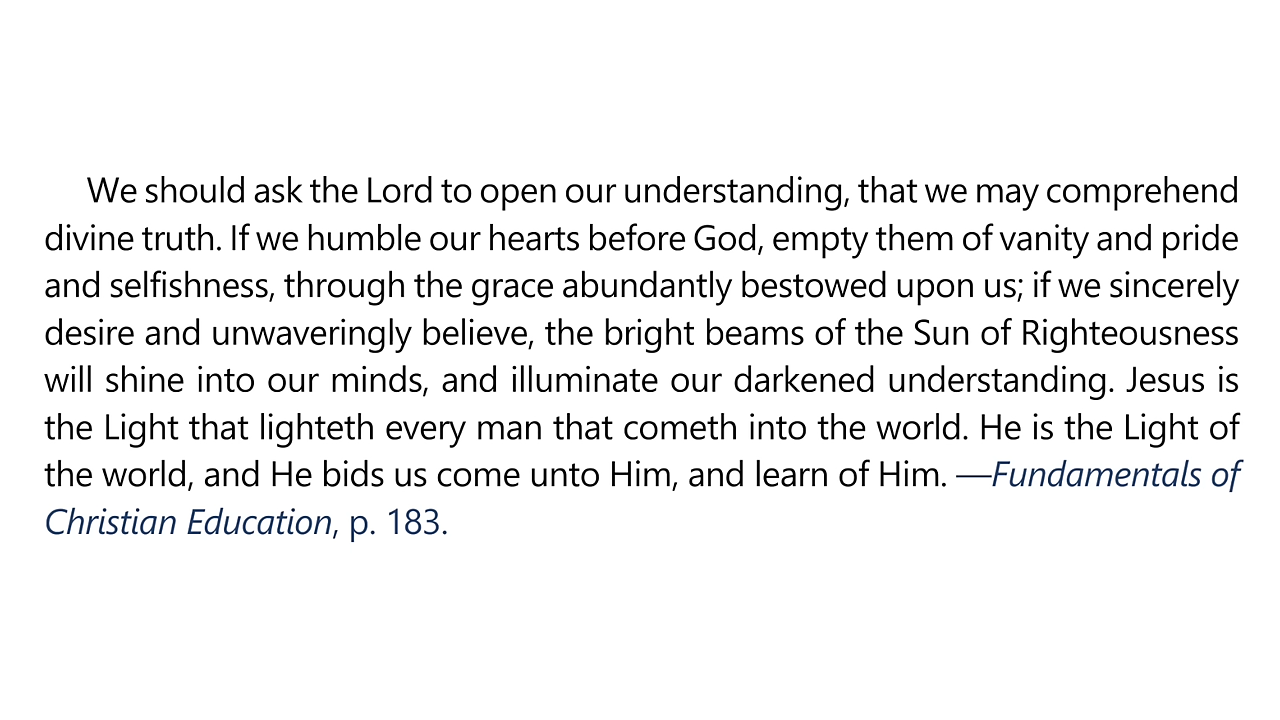 We should ask the Lord to open our understanding, that we may comprehend
divine truth. If we humble our hearts before God, empty them of vanity and pride
and selfishness, through the grace abundantly bestowed upon us; if we sincerely
desire and unwaveringly believe, the bright beams of the Sun of Righteousness
will shine into our minds, and illuminate our darkened understanding. Jesus is
the Light that lighteth every man that cometh into the world. He is the Light of
the world, and He bids us come unto Him, and learn of Him. —Fundamentals of
Christian Education, p. 183.